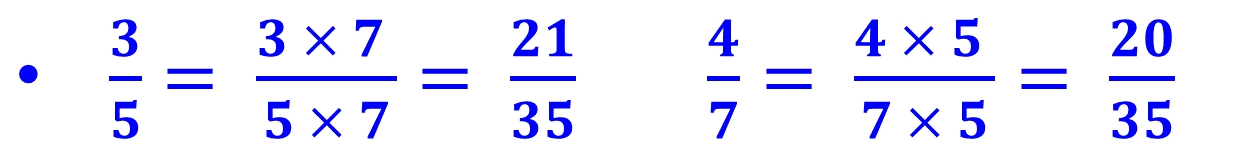 • 3/5 = (3 × 7)/(5 × 7) = 21/35 4/7 = (4 × 5)/(7 × 5) = 20/35